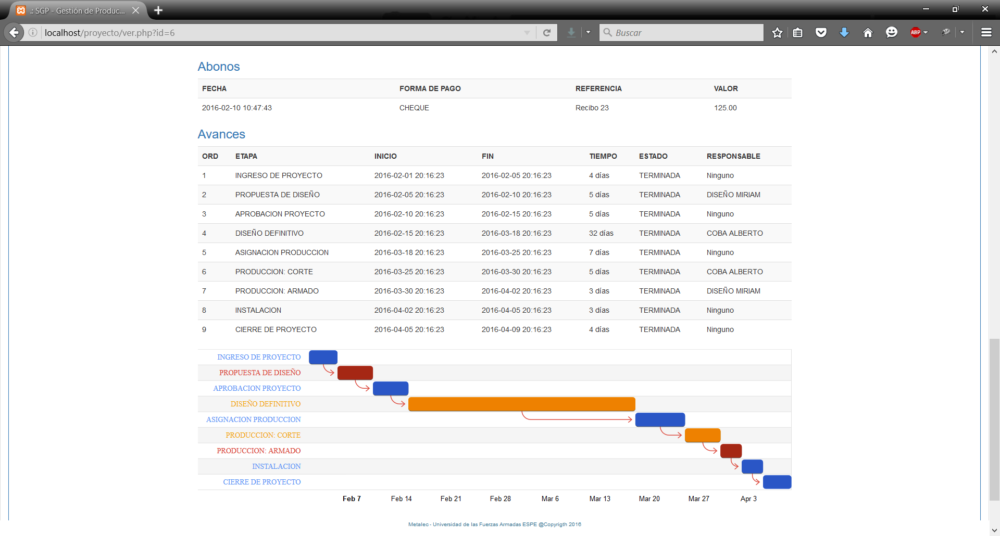 .: SGP - Gestión de Produc...
localhost/proyecto/ver.php?id=6
Buscar
ABP
Abonos
FECHA FORMA DE PAGO REFERENCIA VALOR
2016-02-10 10:47:43 CHEQUE Recibo 23 125.00
Avances
ORD ETAPA INICIO FIN TIEMPO ESTADO RESPONSABLE
1 INGRESO DE PROYECTO 2016-02-01 20:16:23 2016-02-05 20:16:23 4 días TERMINADA Ninguno
2 PROPUESTA DE DISEÑO 2016-02-05 20:16:23 2016-02-10 20:16:23 5 días TERMINADA DISEÑO MIRIAM
3 APROBACION PROYECTO 2016-02-10 20:16:23 2016-02-15 20:16:23 5 días TERMINADA Ninguno
4 DISEÑO DEFINITIVO 2016-02-15 20:16:23 2016-03-18 20:16:23 32 días TERMINADA COBA ALBERTO
5 ASIGNACION PRODUCCION 2016-03-18 20:16:23 2016-03-25 20:16:23 7 días TERMINADA Ninguno
6 PRODUCCION: CORTE 2016-03-25 20:16:23 2016-03-30 20:16:23 5 días TERMINADA COBA ALBERTO
7 PRODUCCION: ARMADO 2016-03-30 20:16:23 2016-04-02 20:16:23 3 días TERMINADA DISEÑO MIRIAM
8 INSTALACION 2016-04-02 20:16:23 2016-04-05 20:16:23 3 días TERMINADA Ninguno
9 CIERRE DE PROYECTO 2016-04-05 20:16:23 2016-04-09 20:16:23 4 días TERMINADA Ninguno
INGRESO DE PROYECTO
PROPUESTA DE DISEÑO
APROBACION PROYECTO
DISEÑO DEFINITIVO
ASIGNACION PRODUCCION
PRODUCCION: CORTE
PRODUCCION: ARMADO
INSTALACION
CIERRE DE PROYECTO
Feb 7 Feb 14 Feb 21 Feb 28 Mar 6 Mar 13 Mar 20 Mar 27 Apr 3
Metalec - Universidad de las Fuerzas Armadas ESPE @Copyrigth 2016